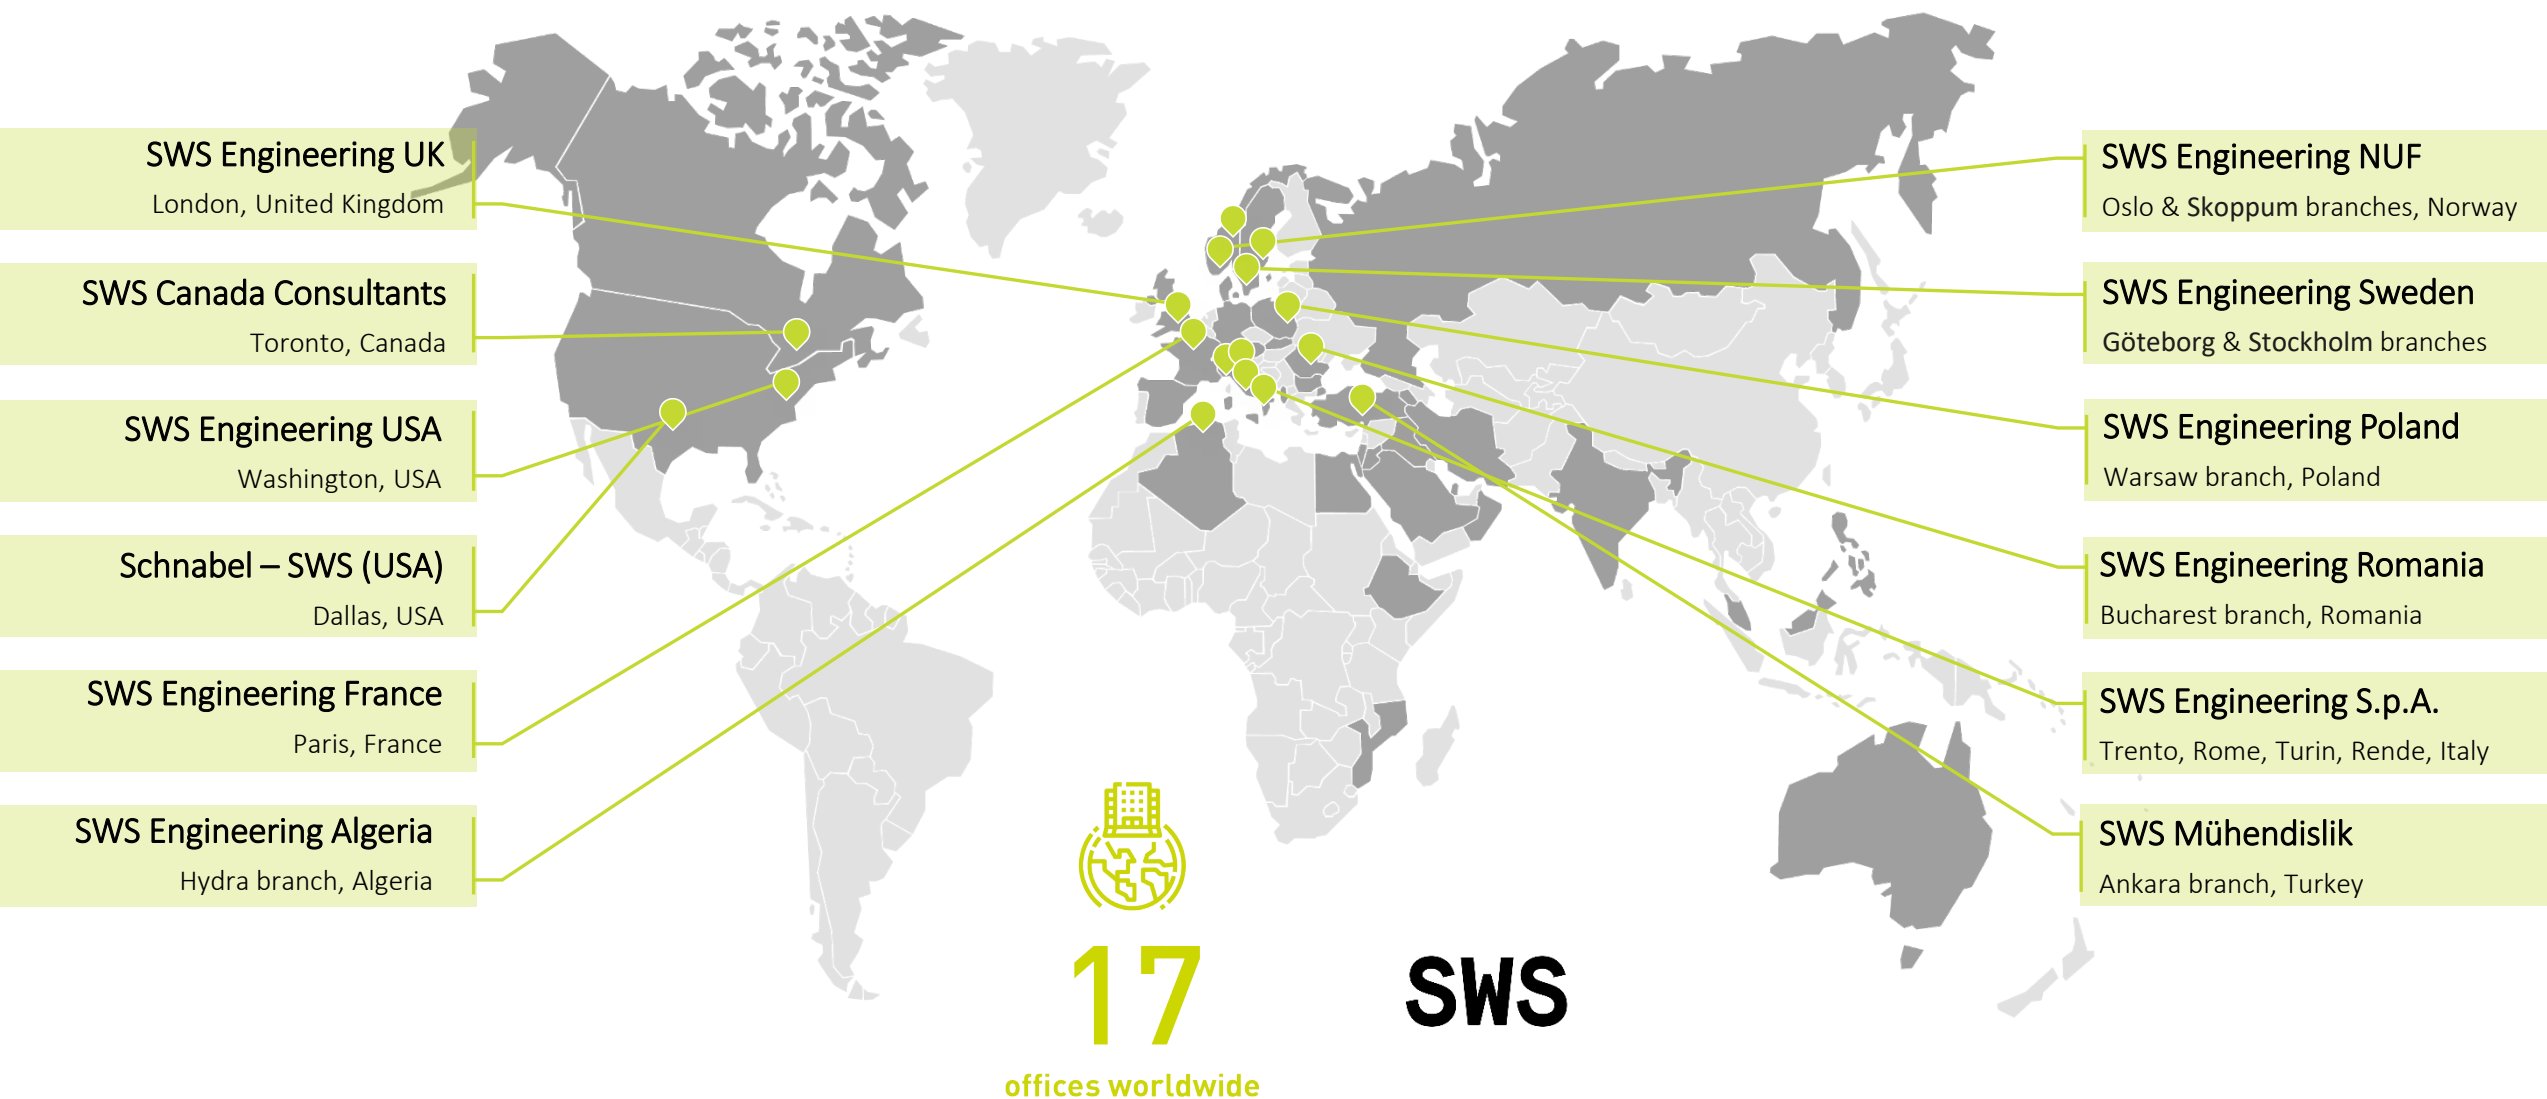 SWS Engineering UK
London, United Kingdom
SWS Canada Consultants
Toronto, Canada
SWS Engineering USA
Washington, USA
Schnabel – SWS (USA)
Dallas, USA
SWS Engineering France
Paris, France
SWS Engineering Algeria
Hydra branch, Algeria
SWS Engineering NUF
Oslo & Skoppum branches, Norway
SWS Engineering Sweden
Göteborg & Stockholm branches
SWS Engineering Poland
Warsaw branch, Poland
SWS Engineering Romania
Bucharest branch, Romania
SWS Engineering S.p.A.
Trento, Rome, Turin, Rende, Italy
SWS Mühendislik
Ankara branch, Turkey
17
offices worldwide
SWS